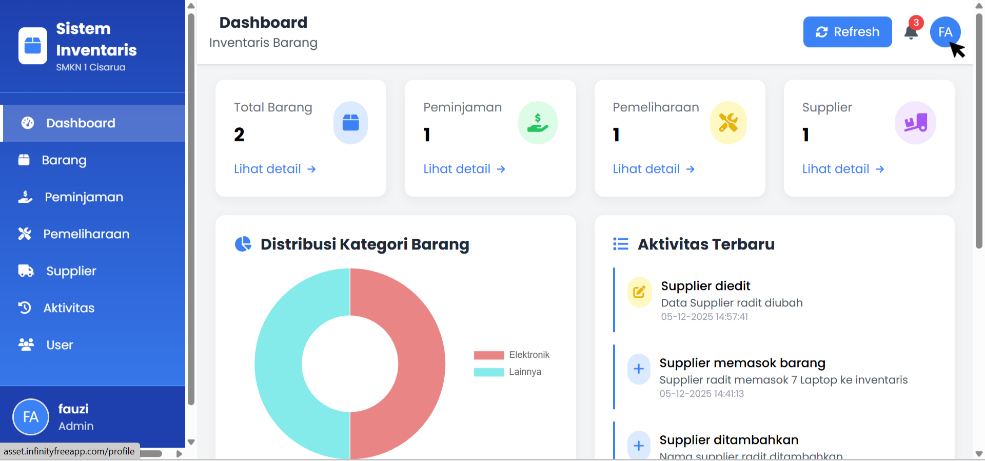 Sistem
Inventaris
SMKN 1 Cisarua
Dashboard
Barang
Peminjaman
Pemeliharaan
Supplier
Aktivitas
User
FA
fauzi
Admin
asset.infinityfreeapp.com/profile
Dashboard
Inventaris Barang
Refresh
3
FA
Total Barang
2
Lihat detail →
Peminjaman
1
Lihat detail →
Pemeliharaan
1
Lihat detail →
Supplier
1
Lihat detail →
Distribusi Kategori Barang
Elektronik
Lainnya
Aktivitas Terbaru
Supplier diedit
Data Supplier radit diubah
05-12-2025 14:57:41
Supplier memasok barang
Supplier radit memasok 7 Laptop ke inventaris
05-12-2025 14:41:13
Supplier ditambahkan
Nama supplier radit ditambahkan